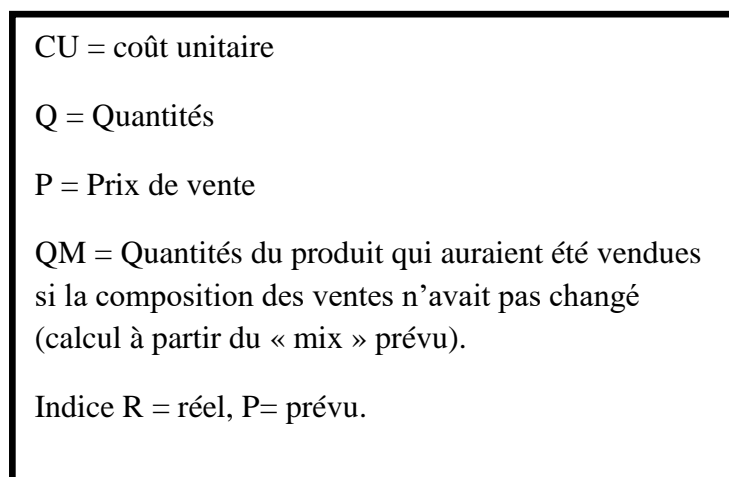 CU = coût unitaire
Q = Quantités
P = Prix de vente
QM = Quantités du produit qui auraient été vendues
si la composition des ventes n’avait pas changé
(calcul à partir du « mix » prévu).
Indice R = réel, P= prévu.